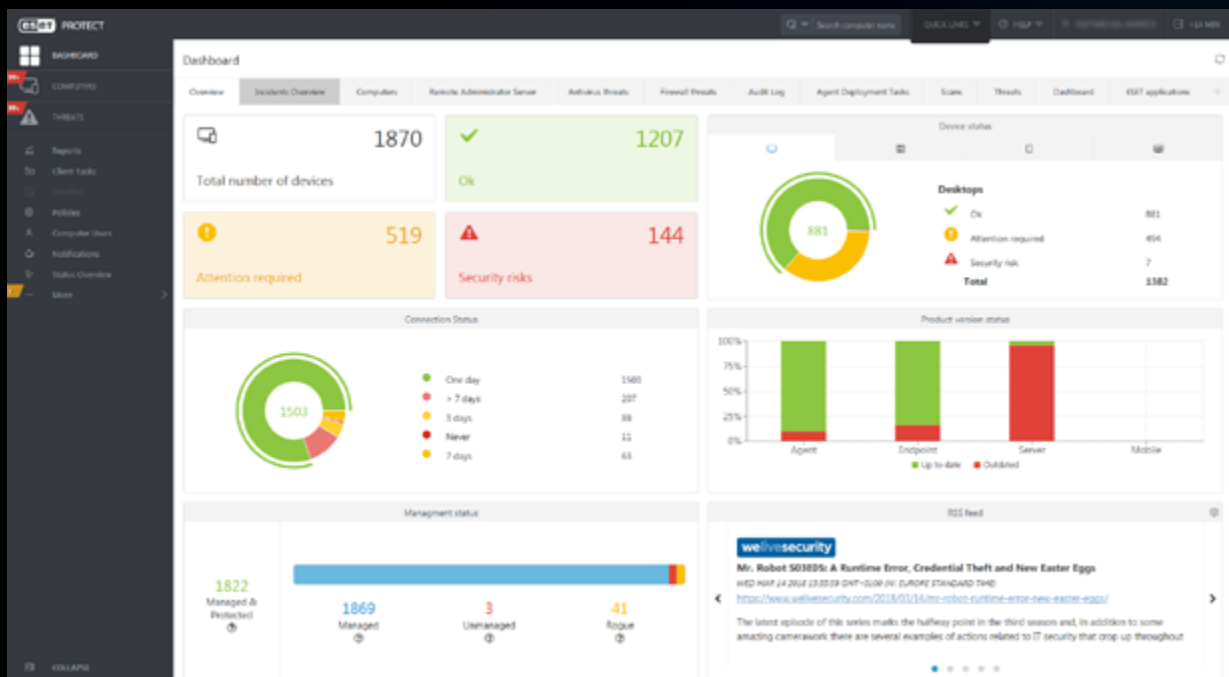 eset PROTECT
Search computer name
QUICK LINKS
HELP
>14 MIN
DASHBOARD
COMPUTERS
THREATS
Reports
Client Tasks
Policies
Computer Users
Notifications
Status Overview
More
COLLAPSE
Dashboard
Overview
Incidents Overview
Computers
Remote Administrator Server
Antivirus threats
Firewall threats
Audit Log
Agent Deployment Tasks
Scans
Threats
Dashboard
ESET applications
1870
Total number of devices
1207
Ok
519
Attention required
144
Security risks
Device status
881
Desktops
Ok 881
Attention required 494
Security risk 7
Total 1382
Connection Status
1503
One day 1503
> 7 days 207
3 days 88
Never 11
7 days 63
Product version status
100%
75%
50%
25%
0%
Agent Endpoint Server Mobile
Up to date Outdated
Managment status
1822
Managed &
Protected
1869
Managed
3
Unmanaged
41
Rogue
RSS feed
welivesecurity
Mr. Robot S03E05: A Runtime Error, Credential Theft and New Easter Eggs
https://www.welivesecurity.com/2018/03/14/mr-robot-runtime-error-new-easter-eggs/
The latest episode of this series marks the halfway point in the third season and, in addition to some
amazing camerawork there are several examples of actions related to IT security that crop up throughout